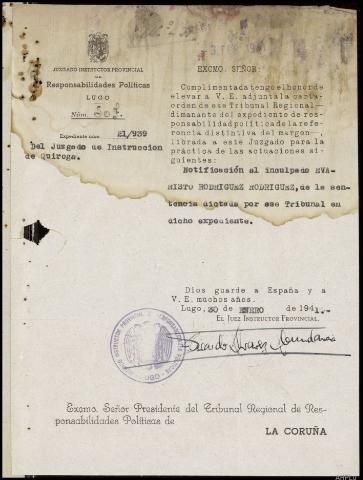 JUZGADO INSTRUCTOR PROVINCIAL
DE
Responsabilidades Políticas
LUGO
Núm.
Expediente núm. 21/939
Del Juzgado de Instruccion
de Quiroga.
EXCMO. SEÑOR:
Cumplimentada tengo el honor de
elevar a V. E. adjunta la carta-
orden de ese Tribunal Regional-
dimanante del expediente de res-
ponsabilidad política de la refe-
rencia distintiva del margen-,
librada a este Juzgado para la
práctica de las actuaciones si-
guientes:
Notificación al inculpado EVA-
RISTO RODRIGUEZ RODRIGUEZ, de la sen-
tencia dictada por ese Tribunal en
dicho expediente.
Dios guarde a España y a
V. E. muchos años.
Lugo, 30 de ENERO de 1941.-
EL JUEZ INSTRUCTOR PROVINCIAL.
Excmo. Señor Presidente del Tribunal Regional de Res-
ponsabilidades Políticas de
LA CORUÑA